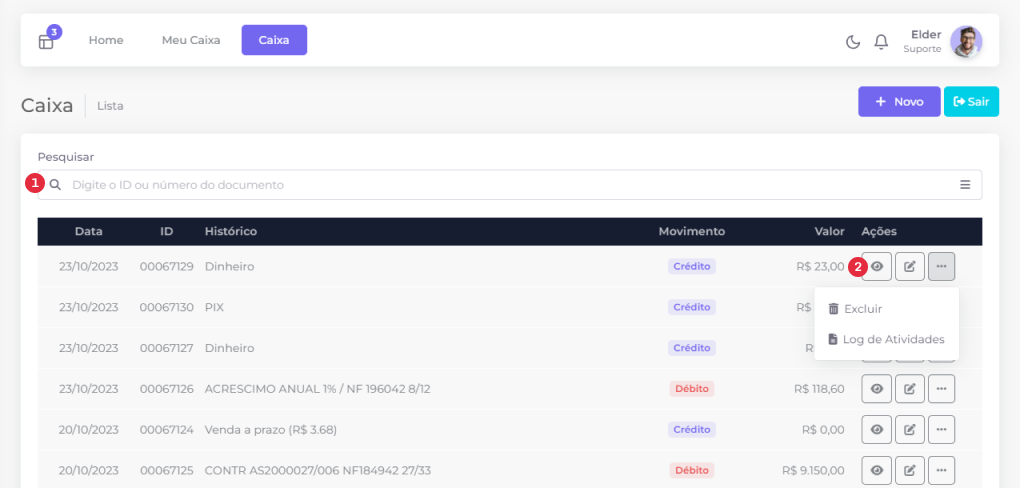 3 Home Meu Caixa Caixa Elder
Suporte
Caixa Lista Novo Sair
Pesquisar
1 Digite o ID ou número do documento
Data ID Histórico Movimento Valor Ações
23/10/2023 00067129 Dinheiro Crédito R$ 23,00 2
23/10/2023 00067130 PIX Crédito R$ Excluir
23/10/2023 00067127 Dinheiro Crédito Log de Atividades
23/10/2023 00067126 ACRESCIMO ANUAL 1% / NF 196042 8/12 Débito R$ 118,60
20/10/2023 00067124 Venda a prazo (R$ 3.68) Crédito R$ 0,00
20/10/2023 00067125 CONTR AS2000027/006 NF184942 27/33 Débito R$ 9.150,00